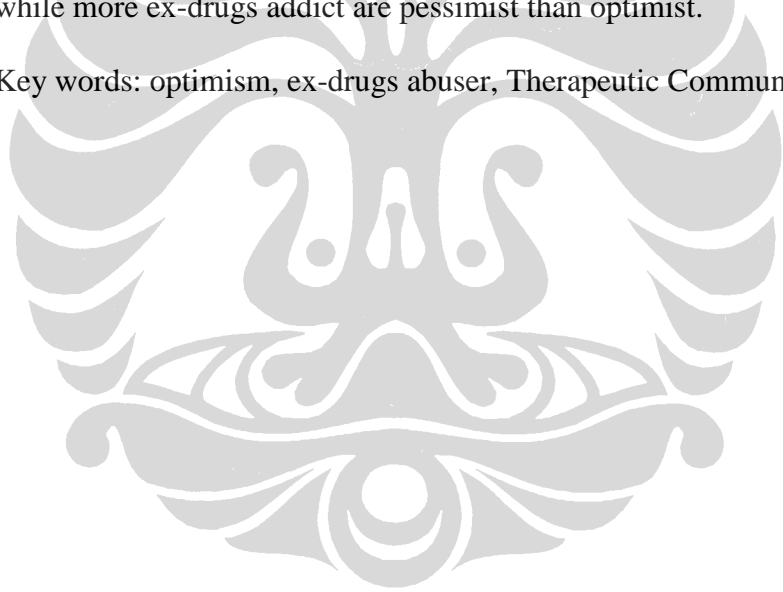 while more ex-drugs addict are pessimist than optimist.
Key words: optimism, ex-drugs abuser, Therapeutic Commun